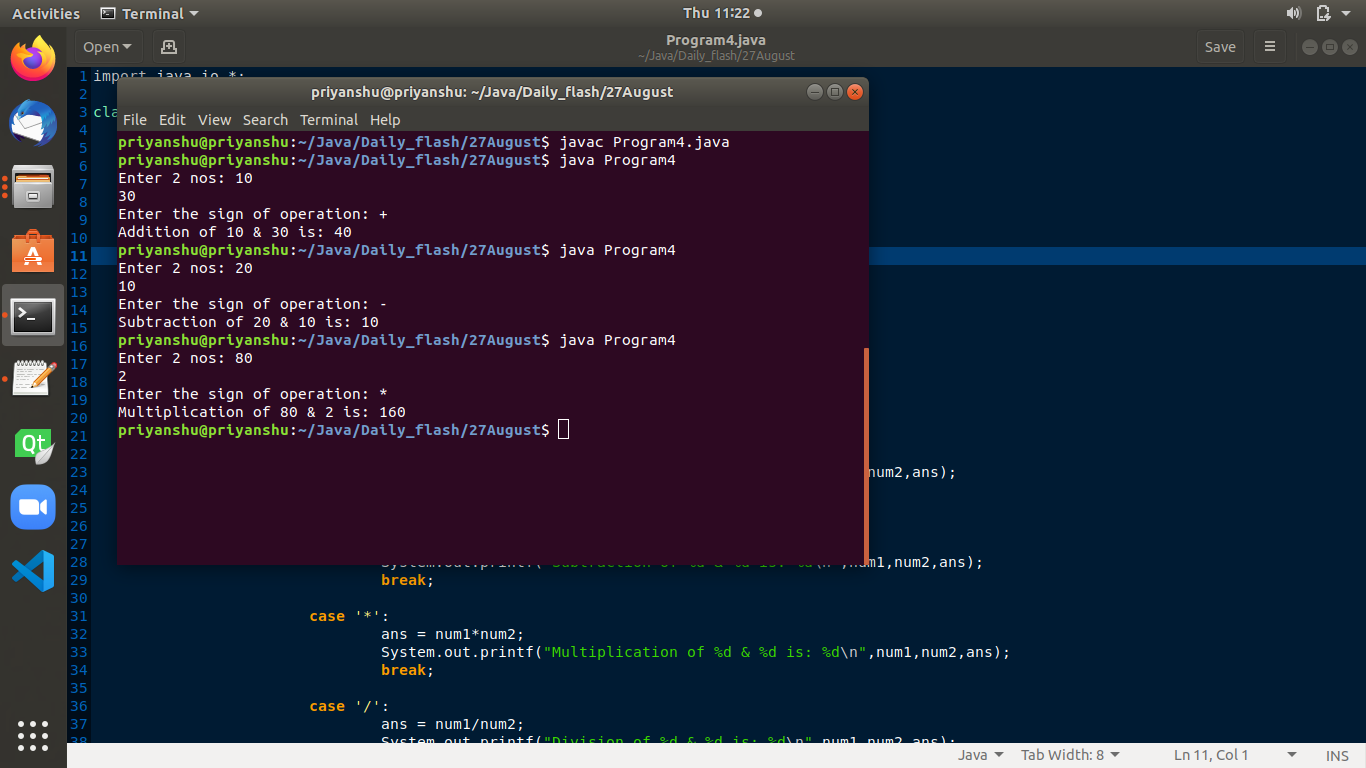 Activities Terminal Thu 11:22
Open Program4.java Save
~/Java/Daily_flash/27August
priyanshu@priyanshu: ~/Java/Daily_flash/27August
File Edit View Search Terminal Help
priyanshu@priyanshu:~/Java/Daily_flash/27August$ javac Program4.java
priyanshu@priyanshu:~/Java/Daily_flash/27August$ java Program4
Enter 2 nos: 10
30
Enter the sign of operation: +
Addition of 10 & 30 is: 40
priyanshu@priyanshu:~/Java/Daily_flash/27August$ java Program4
Enter 2 nos: 20
10
Enter the sign of operation: -
Subtraction of 20 & 10 is: 10
priyanshu@priyanshu:~/Java/Daily_flash/27August$ java Program4
Enter 2 nos: 80
2
Enter the sign of operation: *
Multiplication of 80 & 2 is: 160
priyanshu@priyanshu:~/Java/Daily_flash/27August$
1 import java.io.*;
2
3 cla
4
5
6
7
8
9
10
11
12
13
14
15
16
17
18
19
20
21
22
23 num2,ans);
24
25
26
27
28 System.out.printf("Subtraction of %d & %d is: %d\n",num1,num2,ans);
29 break;
30
31 case '*':
32 ans = num1*num2;
33 System.out.printf("Multiplication of %d & %d is: %d\n",num1,num2,ans);
34 break;
35
36 case '/':
37 ans = num1/num2;
38 System.out.printf("Division of %d & %d is: %d\n",num1,num2,ans);
Qt
Java Tab Width: 8 Ln 11, Col 1 INS